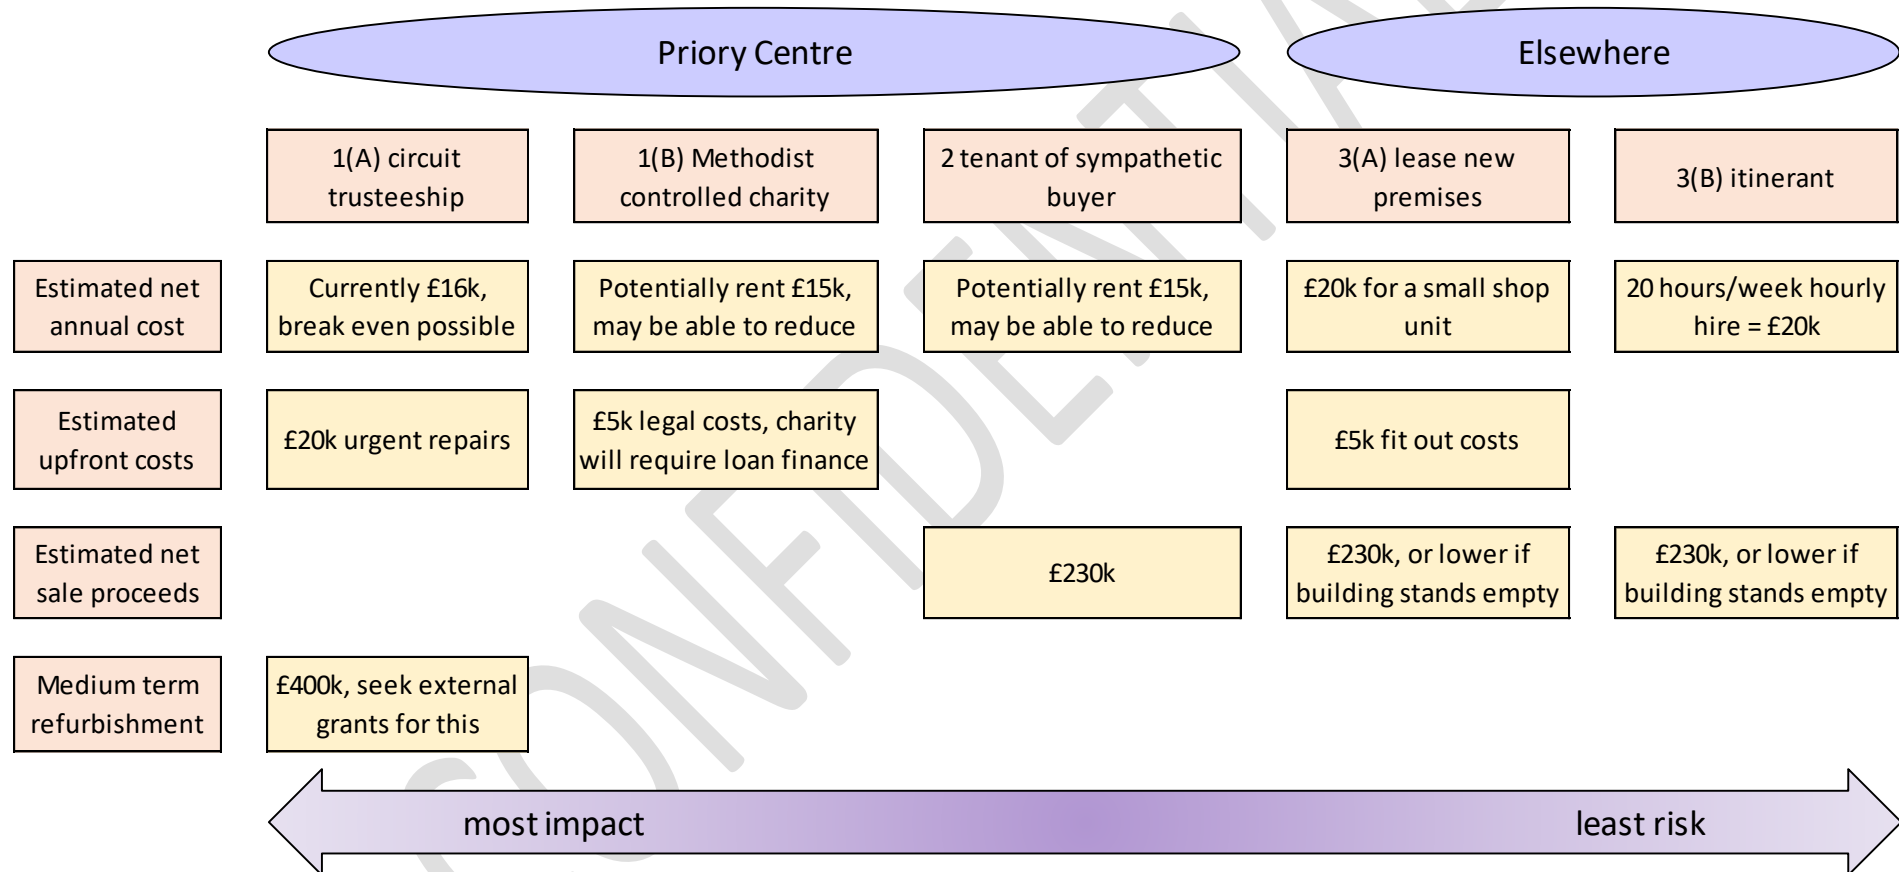 Priory Centre
Elsewhere
1(A) circuit
trusteeship
1(B) Methodist
controlled charity
2 tenant of sympathetic
buyer
3(A) lease new
premises
3(B) itinerant
Estimated net
annual cost
Currently £16k,
break even possible
Potentially rent £15k,
may be able to reduce
Potentially rent £15k,
may be able to reduce
£20k for a small shop
unit
20 hours/week hourly
hire = £20k
Estimated
upfront costs
£20k urgent repairs
£5k legal costs, charity
will require loan finance
£5k fit out costs
Estimated net
sale proceeds
£230k
£230k, or lower if
building stands empty
£230k, or lower if
building stands empty
Medium term
refurbishment
£400k, seek external
grants for this
most impact
least risk
CONFIDENTIAL